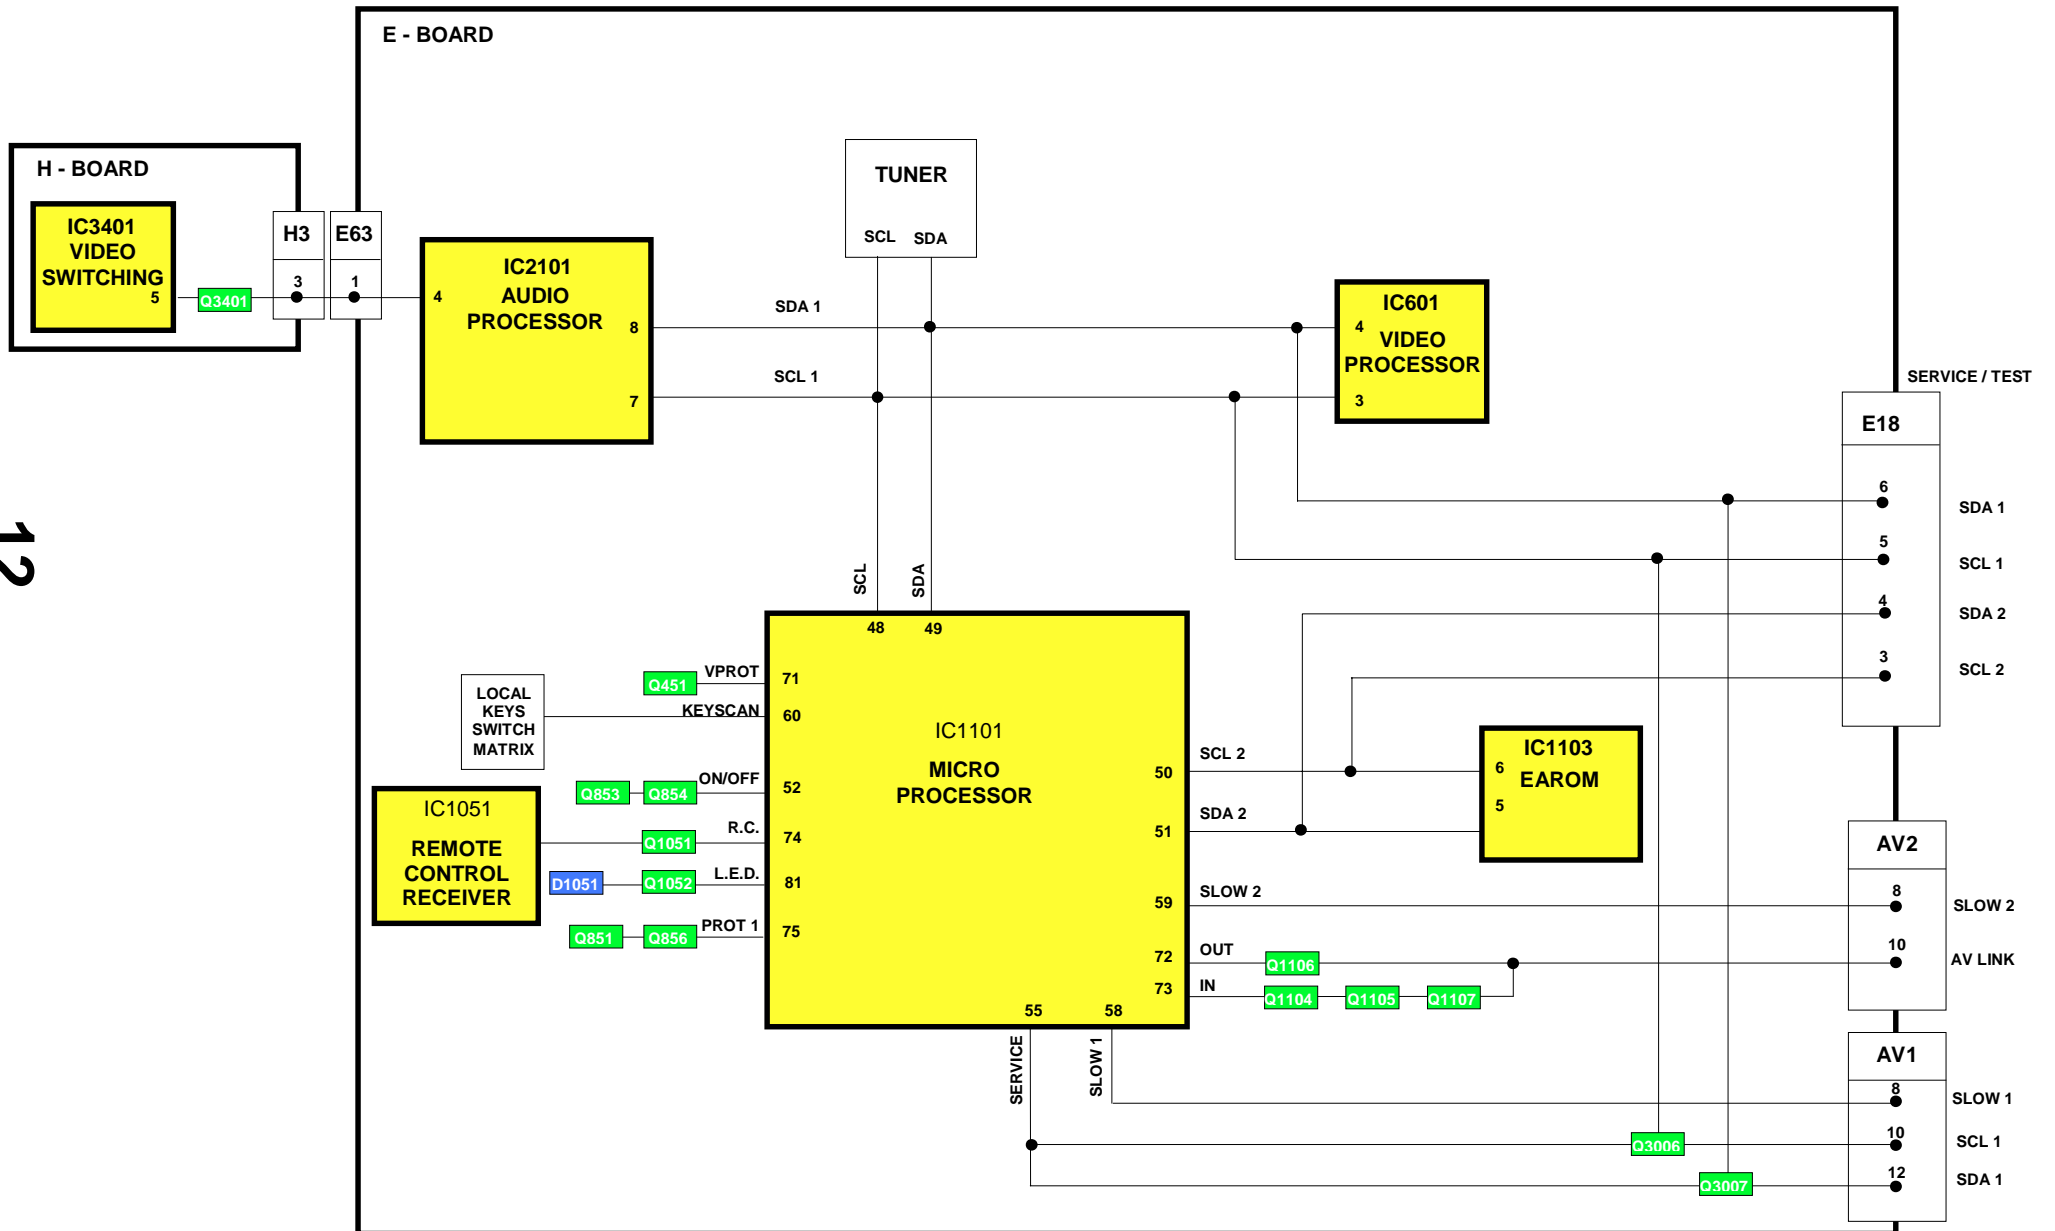 E - BOARD
H - BOARD
IC3401
VIDEO
SWITCHING
5
Q3401
H3
3
E63
1
IC2101
AUDIO
PROCESSOR
4
8
7
TUNER
SCL SDA
SDA 1
SCL 1
IC601
4
VIDEO
PROCESSOR
3
SERVICE / TEST
E18
6
SDA 1
5
SCL 1
4
SDA 2
3
SCL 2
12
SCL
SDA
48 49
LOCAL
KEYS
SWITCH
MATRIX
Q451
VPROT
71
KEYSCAN
60
Q853
Q854
ON/OFF
52
IC1051
REMOTE
CONTROL
RECEIVER
Q1051
R.C.
74
D1051
Q1052
L.E.D.
81
Q851
Q856
PROT 1
75
IC1101
MICRO
PROCESSOR
50
SCL 2
51
SDA 2
IC1103
EAROM
6
5
59
SLOW 2
72
OUT
Q1106
73
IN
Q1104
Q1105
Q1107
55
58
SERVICE
SLOW 1
AV2
8
SLOW 2
10
AV LINK
AV1
8
SLOW 1
10
SCL 1
12
SDA 1
Q3006
Q3007